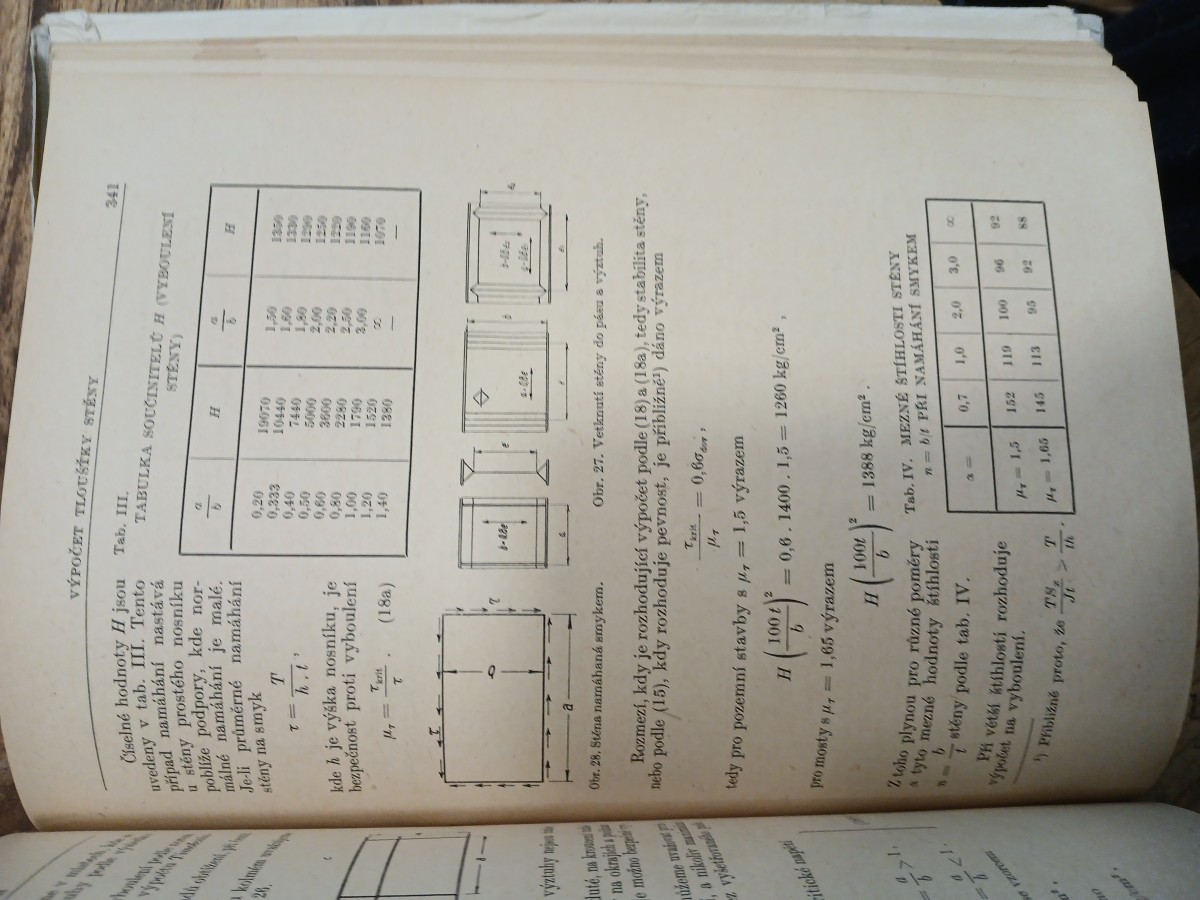 VÝPOČET TLOUŠŤKY STĚNY 341
Číselné hodnoty H jsou
uvedeny v tab. III. Tento
případ namáhání nastává
u stěny prostého nosníku
poblíže podpory, kde nor-
málné namáhání je malé.
Je-li průměrné namáhání
stěny na smyk
τ = T / h . t ,
kde h je výška nosníku, je
bezpečnost proti vyboulení
μτ = τkrit. / τ . (18a)
Tab. III.
TABULKA SOUČINITELŮ H (VYBOULENÍ
STĚNY)
a/b H a/b H
0,20 19070 1,50 1350
0,333 10440 1,60 1330
0,40 7440 1,80 1290
0,50 5000 2,00 1250
0,60 3600 2,20 1220
0,80 2280 2,50 1190
1,00 1790 3,00 1160
1,20 1520 ∞ 1070
1,40 1380 — —
τ
τ
b
a
Obr. 28. Stěna namáhaná smykem.
Obr. 27. Vetknutí stěny do pásu a výztuh.
Rozmezí, kdy je rozhodující výpočet podle (18) a (18a), tedy stabilita stěny,
nebo podle (15), kdy rozhoduje pevnost, je přibližné¹) dáno výrazem
τkrit. / μτ = 0,6σdov ,
tedy pro pozemní stavby s μτ = 1,5 výrazem
H (100 t / b)² = 0,6 . 1400 . 1,5 = 1260 kg/cm² ,
pro mosty s μτ = 1,65 výrazem
H (100t / b)² = 1388 kg/cm² .
Z toho plynou pro různé poměry
α tyto mezné hodnoty štíhlosti
n = b/t stěny podle tab. IV.
Při větší štíhlosti rozhoduje
výpočet na vyboulení.
Tab. IV. MEZNÉ ŠTÍHLOSTI STĚNY
n = b/t PŘI NAMÁHÁNÍ SMYKEM
α = 0,7 1,0 2,0 3,0 ∞
μτ = 1,5 152 119 100 96 92
μτ = 1,65 145 113 95 92 88
¹) Přibližné proto, že TSx / Jt > T / th .